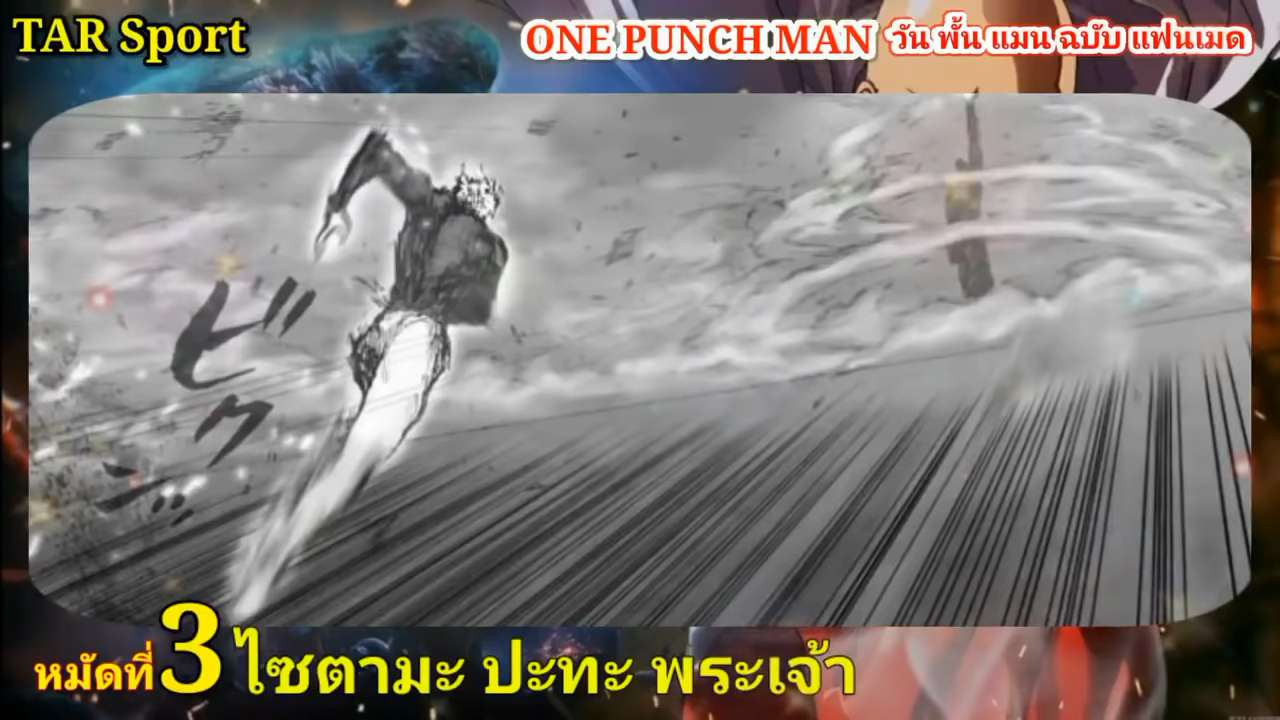 TAR Sport
ONE PUNCH MAN วัน พั้น แมน ฉบับ แฟนเมด
ビクッ
หมัดที่ 3 ไซตามะ ปะทะ พระเจ้า